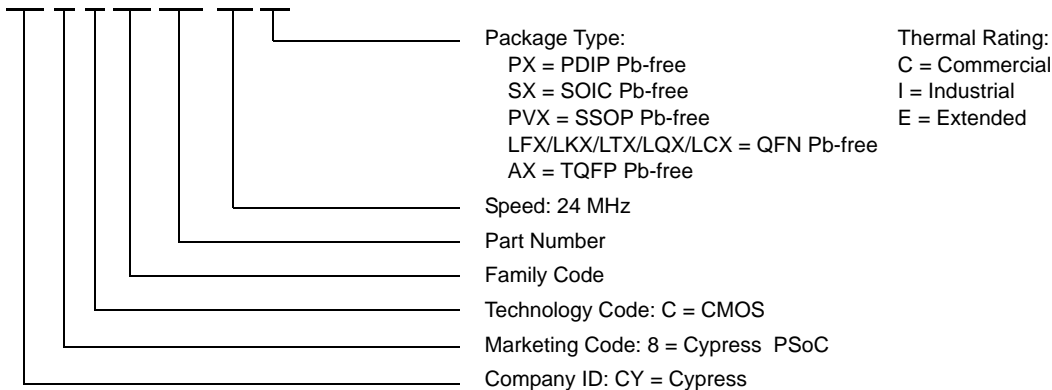 Package Type:
PX = PDIP Pb-free
SX = SOIC Pb-free
PVX = SSOP Pb-free
LFX/LKX/LTX/LQX/LCX = QFN Pb-free
AX = TQFP Pb-free
Thermal Rating:
C = Commercial
I = Industrial
E = Extended
Speed: 24 MHz
Part Number
Family Code
Technology Code: C = CMOS
Marketing Code: 8 = Cypress PSoC
Company ID: CY = Cypress